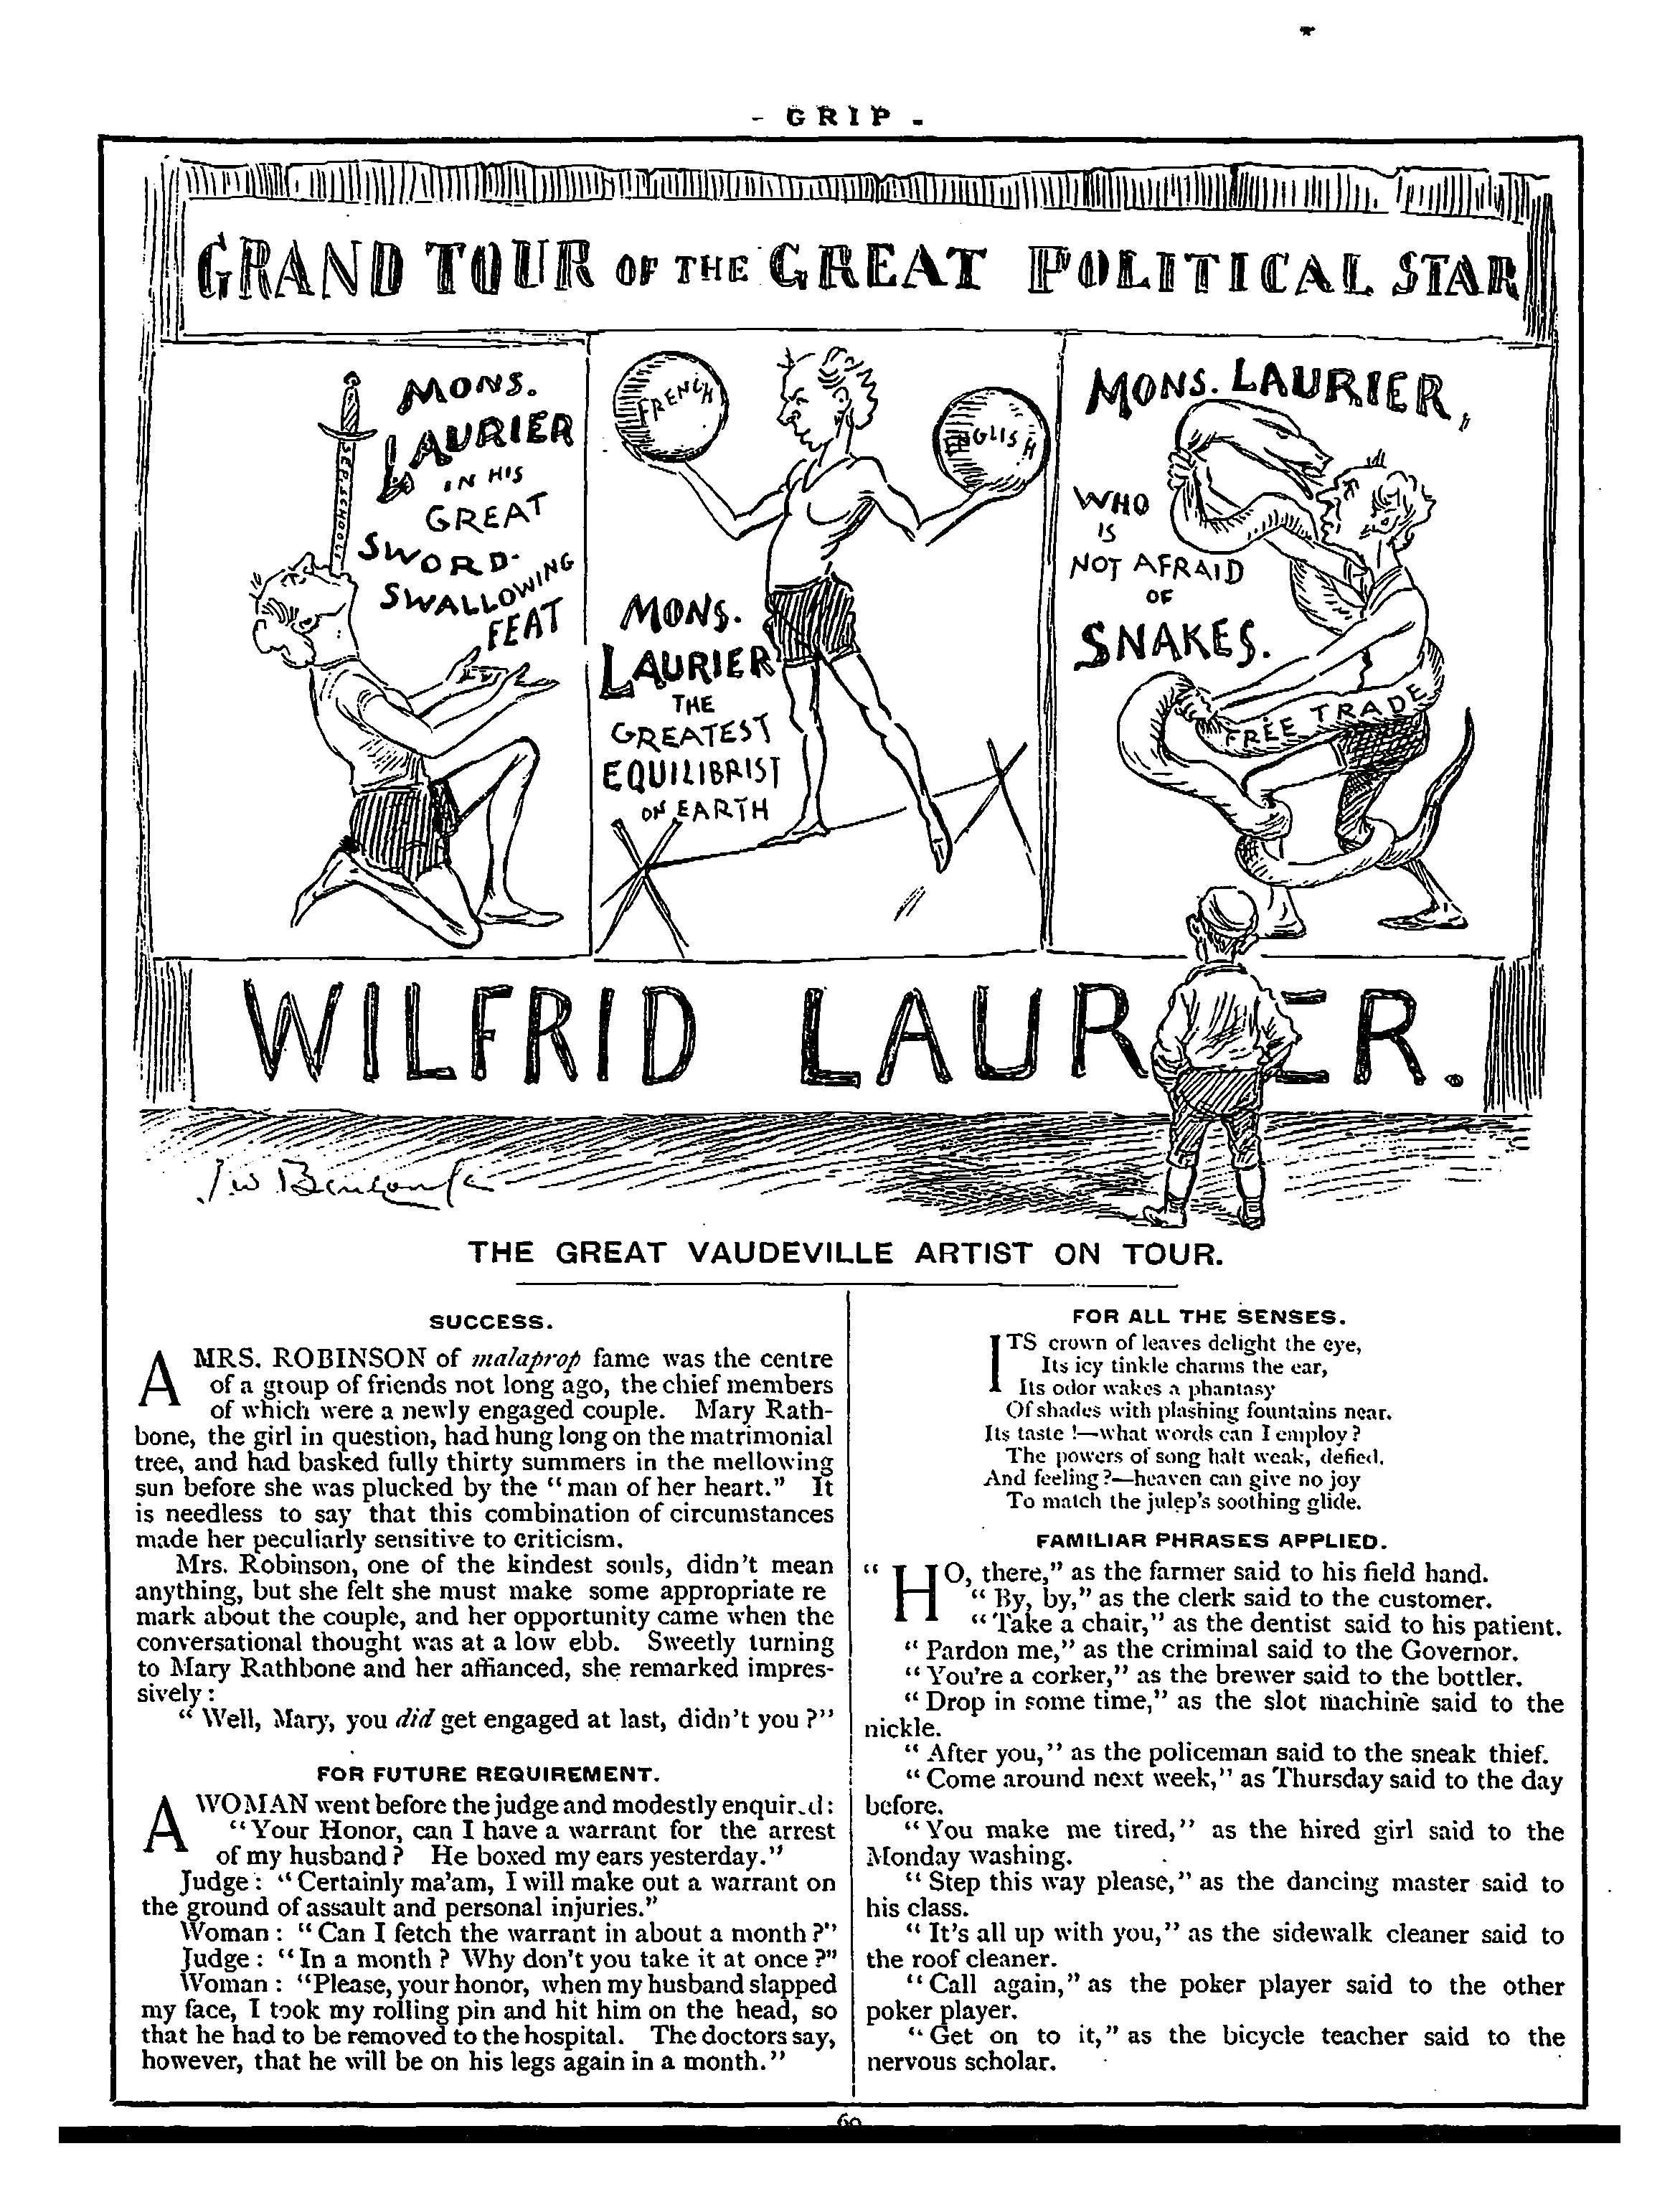 - GRIP -
GRAND TOUR OF THE GREAT POLITICAL STAR
MONS.
LAURIER
IN HIS
GREAT
SWORD-
SWALLOWING
FEAT
SEP. SCHOOLS
FRENCH
ENGLISH
MONS.
LAURIER
THE
GREATEST
EQUILIBRIST
ON EARTH
MONS. LAURIER,
WHO
IS
NOT AFRAID
OF
SNAKES.
FREE TRADE
WILFRID LAURIER.
J W Bengough
THE GREAT VAUDEVILLE ARTIST ON TOUR.
SUCCESS.
A MRS. ROBINSON of malaprop fame was the centre
of a group of friends not long ago, the chief members
of which were a newly engaged couple. Mary Rath-
bone, the girl in question, had hung long on the matrimonial
tree, and had basked fully thirty summers in the mellowing
sun before she was plucked by the "man of her heart." It
is needless to say that this combination of circumstances
made her peculiarly sensitive to criticism.
Mrs. Robinson, one of the kindest souls, didn't mean
anything, but she felt she must make some appropriate re
mark about the couple, and her opportunity came when the
conversational thought was at a low ebb. Sweetly turning
to Mary Rathbone and her affianced, she remarked impres-
sively:
"Well, Mary, you did get engaged at last, didn't you?"
FOR FUTURE REQUIREMENT.
A WOMAN went before the judge and modestly enquired:
"Your Honor, can I have a warrant for the arrest
of my husband? He boxed my ears yesterday."
Judge: "Certainly ma'am, I will make out a warrant on
the ground of assault and personal injuries."
Woman: "Can I fetch the warrant in about a month?"
Judge: "In a month? Why don't you take it at once?"
Woman: "Please, your honor, when my husband slapped
my face, I took my rolling pin and hit him on the head, so
that he had to be removed to the hospital. The doctors say,
however, that he will be on his legs again in a month."
FOR ALL THE SENSES.
ITS crown of leaves delight the eye,
Its icy tinkle charms the ear,
Its odor wakes a phantasy
Of shades with plashing fountains near.
Its taste!—what words can I employ?
The powers of song halt weak, defied.
And feeling?—heaven can give no joy
To match the julep's soothing glide.
FAMILIAR PHRASES APPLIED.
"HO, there," as the farmer said to his field hand.
"By, by," as the clerk said to the customer.
"Take a chair," as the dentist said to his patient.
"Pardon me," as the criminal said to the Governor.
"You're a corker," as the brewer said to the bottler.
"Drop in some time," as the slot machine said to the
nickle.
"After you," as the policeman said to the sneak thief.
"Come around next week," as Thursday said to the day
before.
"You make me tired," as the hired girl said to the
Monday washing.
"Step this way please," as the dancing master said to
his class.
"It's all up with you," as the sidewalk cleaner said to
the roof cleaner.
"Call again," as the poker player said to the other
poker player.
"Get on to it," as the bicycle teacher said to the
nervous scholar.
69